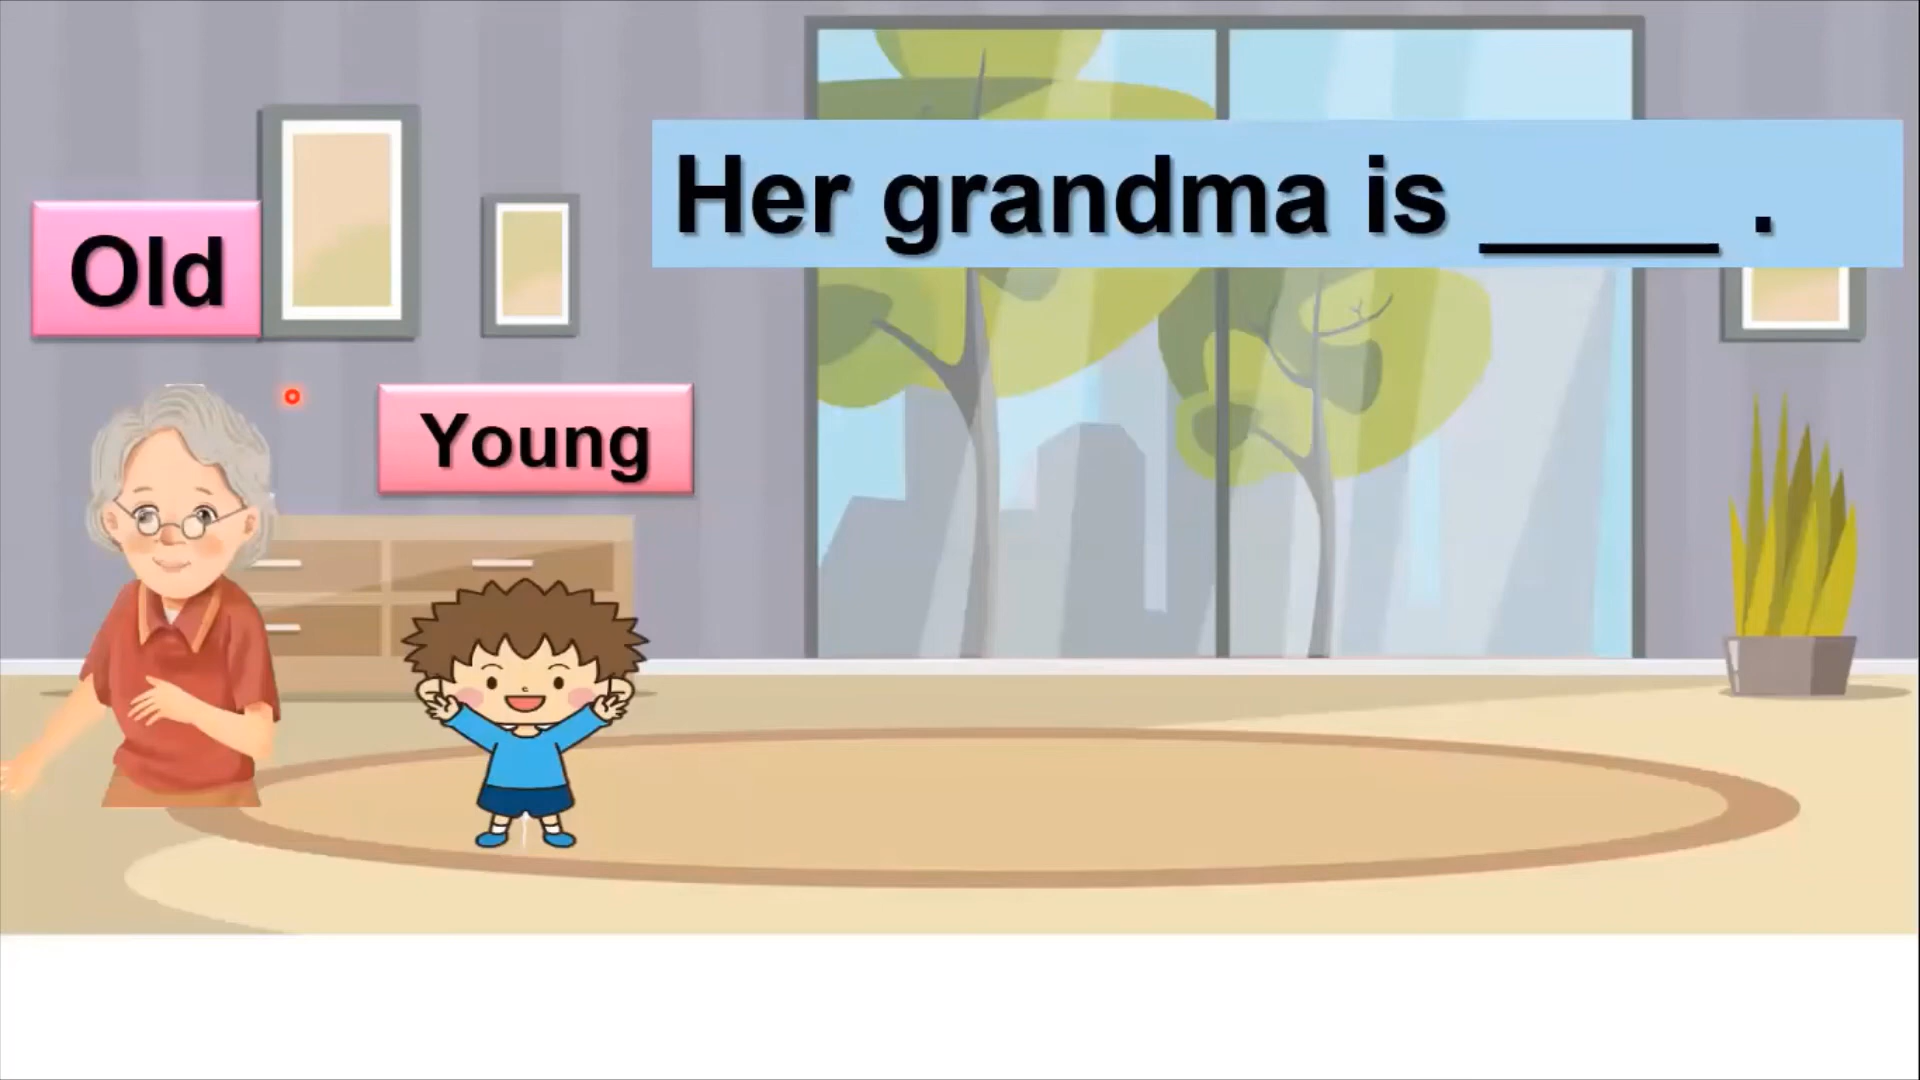 Her grandma is ____ .
Old
Young